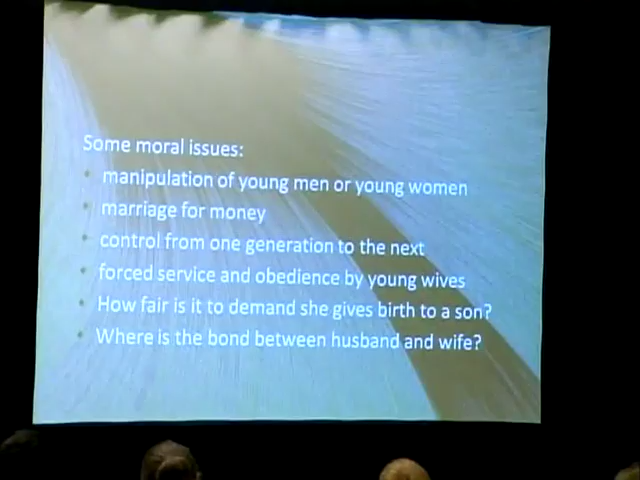 Some moral issues:
• manipulation of young men or young women
• marriage for money
• control from one generation to the next
• forced service and obedience by young wives
• How fair is it to demand she gives birth to a son?
• Where is the bond between husband and wife?